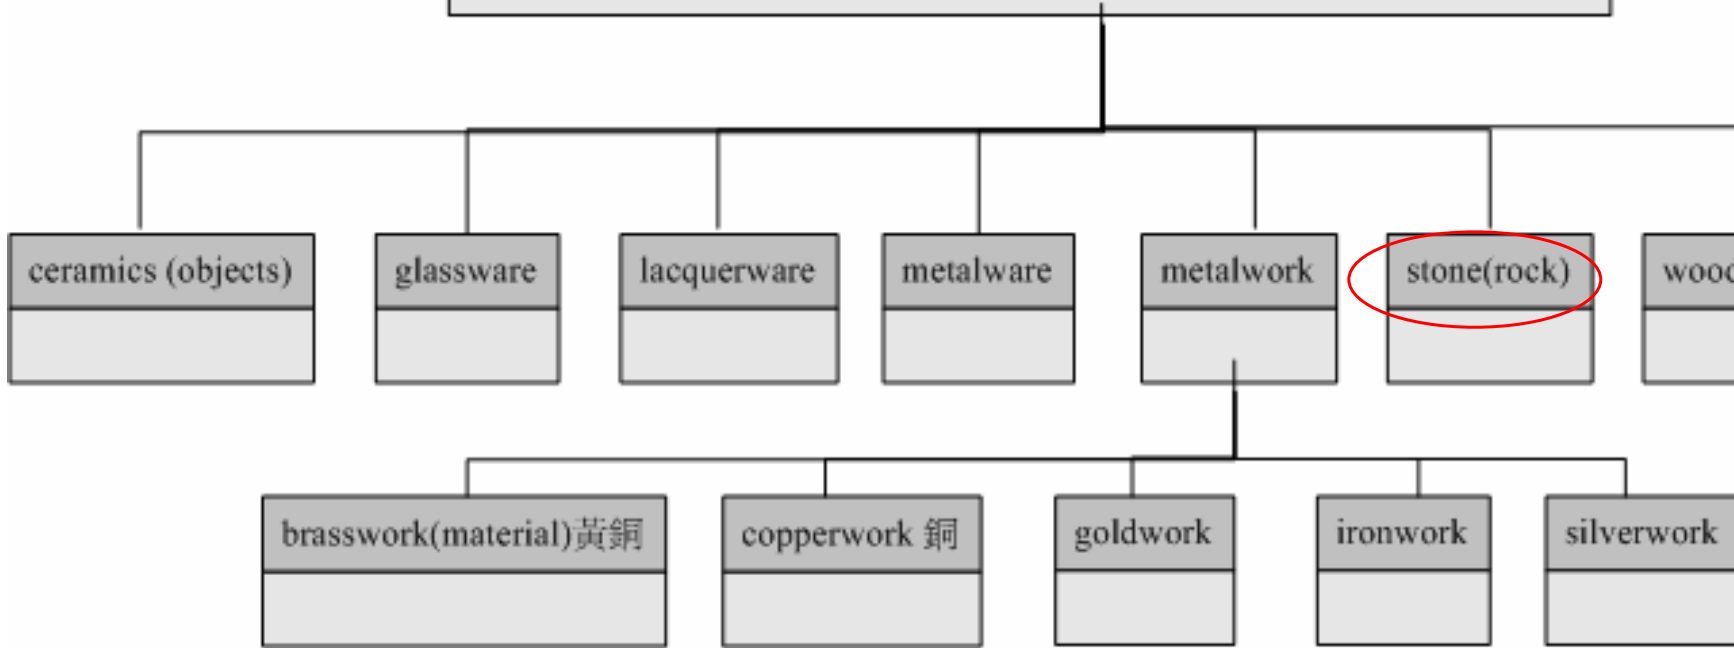 ceramics (objects)
glassware
lacquerware
metalware
metalwork
stone(rock)
brasswork(material)黃銅
copperwork 銅
goldwork
ironwork
silverwork